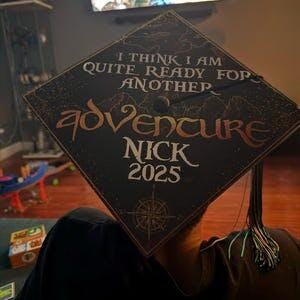 I THINK I AM
QUITE READY FOR
ANOTHER
ADVENTURE
NICK
2025